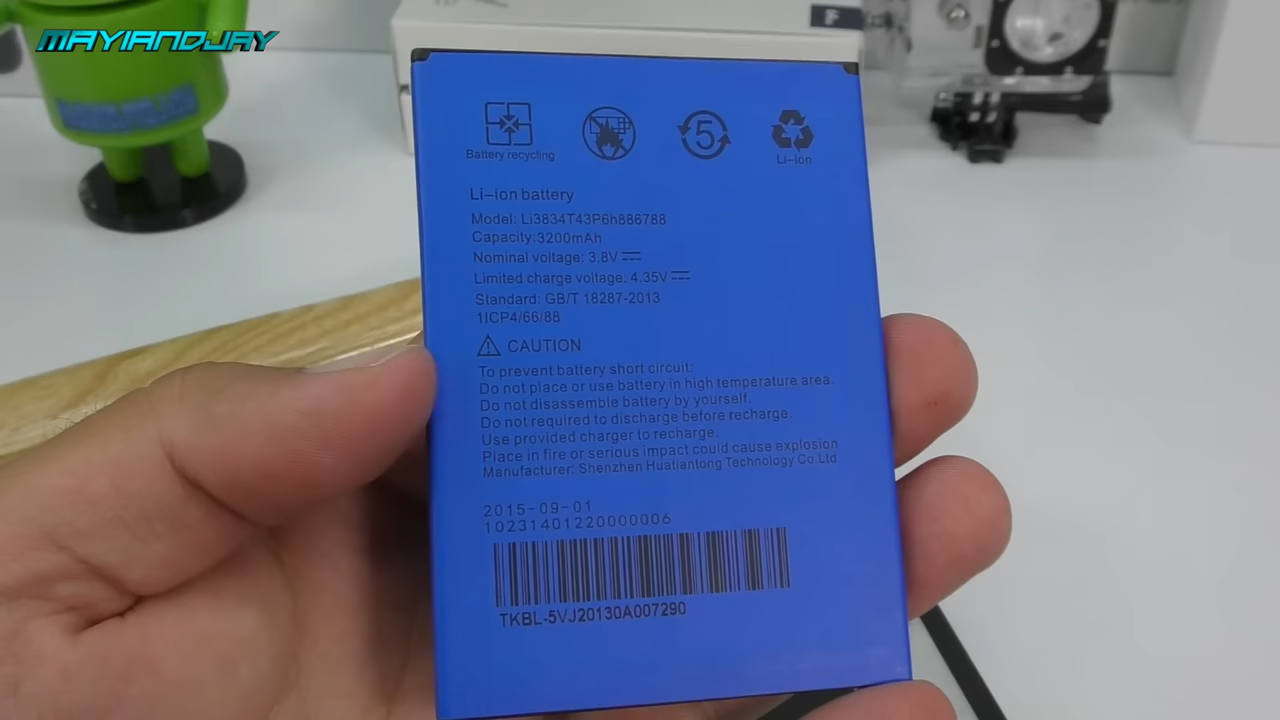 MAYIANDJAY
Battery recycling
5
Li-ion
Li-ion battery
Model: Li3834T43P6h886788
Capacity:3200mAh
Nominal voltage: 3.8V
Limited charge voltage: 4.35V
Standard: GB/T 18287-2013
1ICP4/66/88
CAUTION
To prevent battery short circuit:
Do not place or use battery in high temperature area.
Do not disassemble battery by yourself.
Do not required to discharge before recharge.
Use provided charger to recharge.
Place in fire or serious impact could cause explosion
Manufacturer: Shenzhen Huatiantong Technology Co.Ltd
2015-09-01
10231401220000006
TKBL-5VJ20130A007290